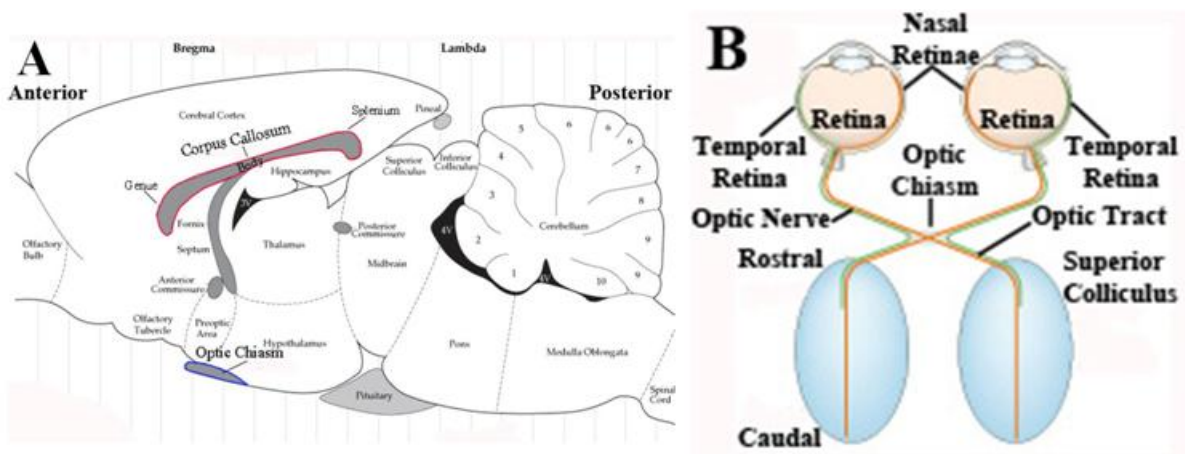 A
Bregma
Lambda
Anterior
Posterior
Cerebral Cortex
Corpus Callosum
Splenium
Pineal
Body
Genue
Hippocampus
Superior
Colliculus
Inferior
Colliculus
3V
4V
Fornis
Septum
Thalamus
Posterior
Commissure
Midbrain
Cerebellum
1
2
3
4
5
6
6
6
7
8
9
9
10
Olfactory
Bulb
Anterior
Commissure
Olfactory
Tubercle
Preoptic
Area
Hypothalamus
Optic Chiasm
Pituitary
Pons
Medulla Oblongata
Spinal
Cord
B
Nasal
Retinae
Retina
Retina
Temporal
Retina
Temporal
Retina
Optic
Chiasm
Optic Nerve
Optic Tract
Rostral
Superior
Colliculus
Caudal